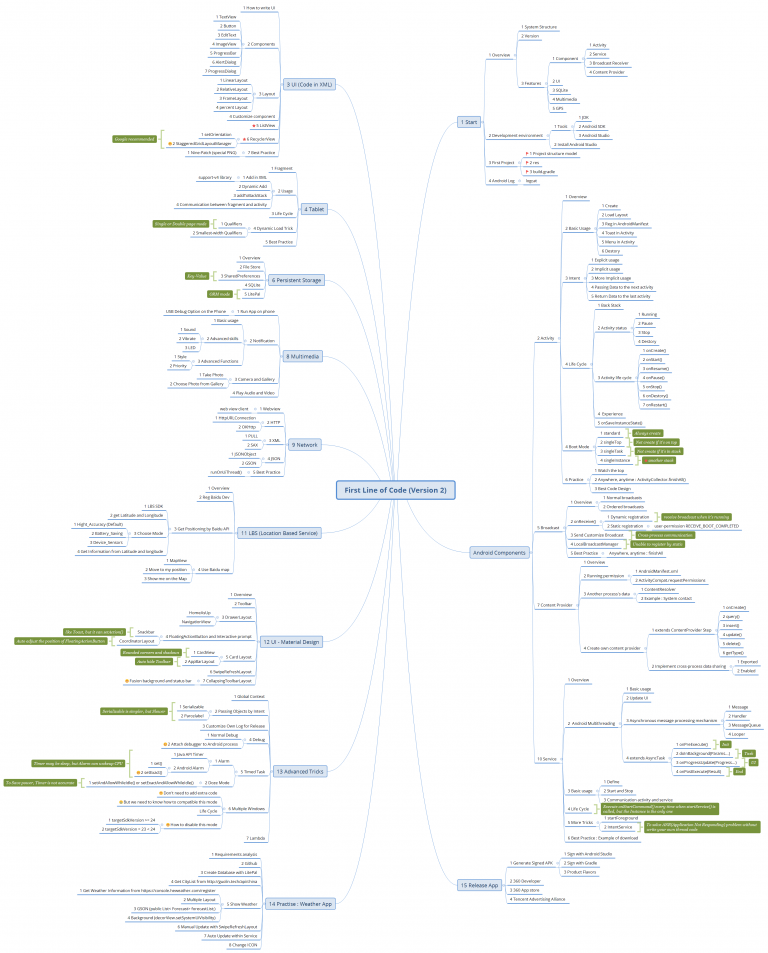 First Line of Code (Version 2)
1 Start
1 Overview
1 System Structure
2 Version
3 Features
1 Component
1 Activity
2 Service
3 Broadcast Receiver
4 Content Provider
2 UI
3 SQLite
4 Multimedia
5 GPS
2 Development environment
1 Tools
1 JDK
2 Android SDK
3 Android Studio
2 Install Android Studio
3 First Project
1 Project structure model
2 res
3 build.gradle
4 Android Log
logcat
Android Components
2 Activity
1 Overview
2 Basic Usage
1 Create
2 Load Layout
3 Reg in AndroidManifest
4 Toast in Activity
5 Menu in Activity
6 Destory
3 Intent
1 Explicit usage
2 Implicit usage
3 More Implicit usage
4 Passing Data to the next activity
5 Return Data to the last activity
4 Life Cycle
1 Back Stack
2 Activity status
1 Running
2 Pause
3 Stop
4 Destory
3 Activity life cycle
1 onCreate()
2 onStart()
3 onResume()
4 onPause()
5 onStop()
6 onDestory()
7 onRestart()
4 Experience
5 onSaveInstanceState()
4 Boot Mode
1 standard
Always create
2 singleTop
Not create if it's on top
3 singleTask
Not create if it's in stack
4 singleInstance
another stack
6 Practice
1 Watch the top
2 Anywhere, anytime : ActivityCollector.finishAll()
3 Best Code Design
5 Broadcast
1 Overview
1 Normal broadcasts
2 Ordered broadcasts
2 onReceive()
1 Dynamic registration
receive broadcast when it's running
2 Static registration
user-permission RECEIVE_BOOT_COMPLETED
3 Send Customize Broadcast
Cross process communication
4 LocalBroadcastManager
Unable to register by static
5 Best Practice
Anywhere, anytime : finishAll
7 Content Provider
1 Overview
2 Running permission
1 AndroidManifest.xml
2 ActivityCompat.requestPermissions
3 Another process's data
1 ContentResolver
2 Example : System contact
4 Create own content provider
1 extends ContentProvider Step
1 onCreate()
2 query()
3 insert()
4 update()
5 delete()
6 getType()
2 Implement cross-process data sharing
1 Exported
2 Enabled
10 Service
1 Overview
2 Android Multithreading
1 Basic usage
2 Update UI
3 Asynchronous message processing mechanism
1 Message
2 Handler
3 MessageQueue
4 Looper
4 extends AsyncTask
1 onPreExecute()
Init
2 doInBackground(Params...)
Task
3 onProgressUpdate(Progress...)
UI
4 onPostExecute(Result)
End
3 Basic usage
1 Define
2 Start and Stop
3 Communication activity and service
4 Life Cycle
5 More Tricks
1 startForeground
2 IntentService
6 Best Practice : Example of download
15 Release App
1 Generate Signed APK
1 Sign with Android Studio
2 Sign with Gradle
3 Product Flavors
2 360 Developer
3 360 App store
4 Tencent Advertising Alliance
3 UI (Code in XML)
1 How to write UI
2 Components
1 TextView
2 Button
3 EditText
4 ImageView
5 ProgressBar
6 AlertDialog
7 ProgressDialog
3 Layout
1 LinearLayout
2 RelativeLayout
3 FrameLayout
4 percent Layout
4 Customize component
5 ListView
6 RecycleView
1 setOrientation
2 StaggeredGridLayoutManager
Google recommended
7 Best Practice
1 Nine-Patch (special PNG)
4 Tablet
1 Fragment
2 Usage
1 Add in XML
support-v4 library
2 Dynamic Add
3 addToBackStack
4 Communication between fragment and activity
3 Life Cycle
4 Dynamic Load Trick
1 Qualifiers
2 Smallest-width Qualifiers
Single or Double page mode
5 Best Practice
6 Persistent Storage
1 Overview
2 File Store
3 SharedPreferences
Key-Value
4 SQLite
5 LitePal
ORM mode
8 Multimedia
1 Run App on phone
USB Debug Option on the Phone
2 Notification
1 Basic usage
2 Advanced skills
1 Sound
2 Vibrate
3 LED
3 Advanced Functions
1 Style
2 Priority
3 Camera and Gallery
1 Take Photo
2 Choose Photo from Gallery
4 Play Audio and Video
9 Network
1 Webview
web view client
2 HTTP
1 HttpURLConnection
2 OKHttp
3 XML
1 PULL
2 SAX
4 JSON
1 JSONObject
2 GSON
5 Best Practice
runOnUiThread()
11 LBS (Location Based Service)
1 Overview
2 Reg Baidu Dev
3 Get Positioning by Baidu API
1 LBS SDK
2 get Latitude and Longitude
3 Choose Mode
1 Hight_Accuracy (Default)
2 Battery_Saving
3 Device_Sensors
4 Get information from Latitude and longitude
4 Use Baidu map
1 MapView
2 Move to my position
3 Show me on the Map
12 UI - Material Design
1 Overview
2 Toolbar
3 DrawerLayout
HomeAsUp
NavigationView
4 FloatingActionButton and interactive prompt
Snackbar
like Toast, but it can interactived
CoordinatorLayout
Auto adjust the position of FloatingActionButton
5 Card Layout
1 CardView
Rounded corners and shadows
2 AppBarLayout
Auto hide Toolbar
6 SwipeRefreshLayout
7 CollapsingToolbarLayout
Fusion background and status bar
13 Advanced Tricks
1 Global Context
2 Passing Objects by Intent
1 Serializable
2 Parcelabel
Serializable is simpler, but Slower
3 Customize Own Log for Release
4 Debug
1 Normal Debug
2 Attach debugger to Android process
5 Timed Task
1 Alarm
1 Java API Timer
2 Android Alarm
1 set()
2 setExact()
2 Doze Mode
1 setAndAllowWhileIdle() or setExactAndAllowWhileIdle()
6 Multiple Windows
Don't need to add extra code
But we need to know how to compatible this mode
Life Cycle
How to disable this mode
1 targetSdkVersion >= 24
2 targetSdkVersion < 23 < 24
7 Lambda
14 Practise : Weather App
1 Requirements analysis
2 Github
3 Create Database with LitePal
4 Get CityList from http://guolin.tech/api/china
5 Show Weather
1 Get Weather Information from https://console.heweather.com/register
2 Multiple Layout
3 GSON (public List<Forecast> forecastList;)
4 Background (decorView.setSystemUiVisibility)
6 Manual Update with SwipeRefreshLayout
7 Auto Update within Service
8 Change ICON